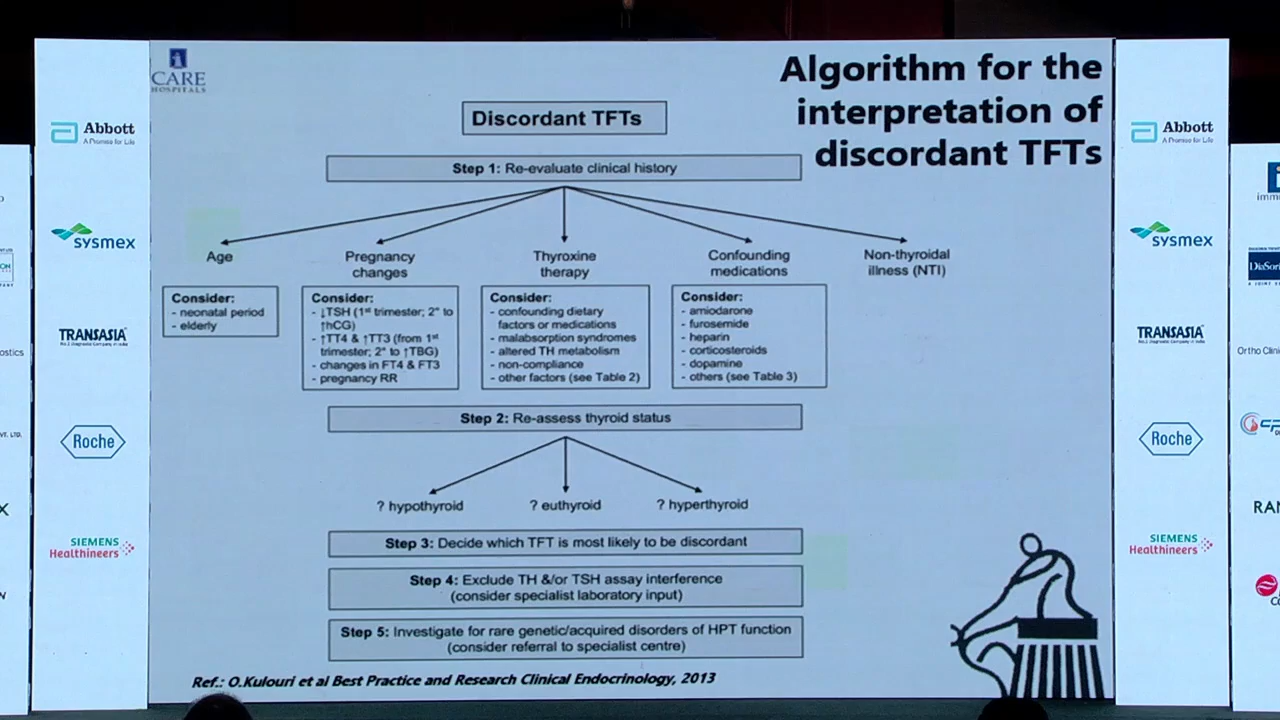 CARE
HOSPITALS
Algorithm for the
interpretation of
discordant TFTs
Discordant TFTs
Step 1: Re-evaluate clinical history
Age
Consider:
- neonatal period
- elderly
Pregnancy
changes
Consider:
- ↓TSH (1st trimester; 2° to
↑hCG)
- ↑TT4 & ↑TT3 (from 1st
trimester; 2° to ↑TBG)
- changes in FT4 & FT3
- pregnancy RR
Thyroxine
therapy
Consider:
- confounding dietary
factors or medications
- malabsorption syndromes
- altered TH metabolism
- non-compliance
- other factors (see Table 2)
Confounding
medications
Consider:
- amiodarone
- furosemide
- heparin
- corticosteroids
- dopamine
- others (see Table 3)
Non-thyroidal
illness (NTI)
Step 2: Re-assess thyroid status
? hypothyroid
? euthyroid
? hyperthyroid
Step 3: Decide which TFT is most likely to be discordant
Step 4: Exclude TH &/or TSH assay interference
(consider specialist laboratory input)
Step 5: Investigate for rare genetic/acquired disorders of HPT function
(consider referral to specialist centre)
Ref.: O.Kulouri et al Best Practice and Research Clinical Endocrinology, 2013
Abbott
A Promise for Life
sysmex
TRANSASIA
Roche
SIEMENS
Healthineers
Abbott
A Promise for Life
sysmex
TRANSASIA
Roche
SIEMENS
Healthineers
imm
DiaSori
Ortho Clini
RAN